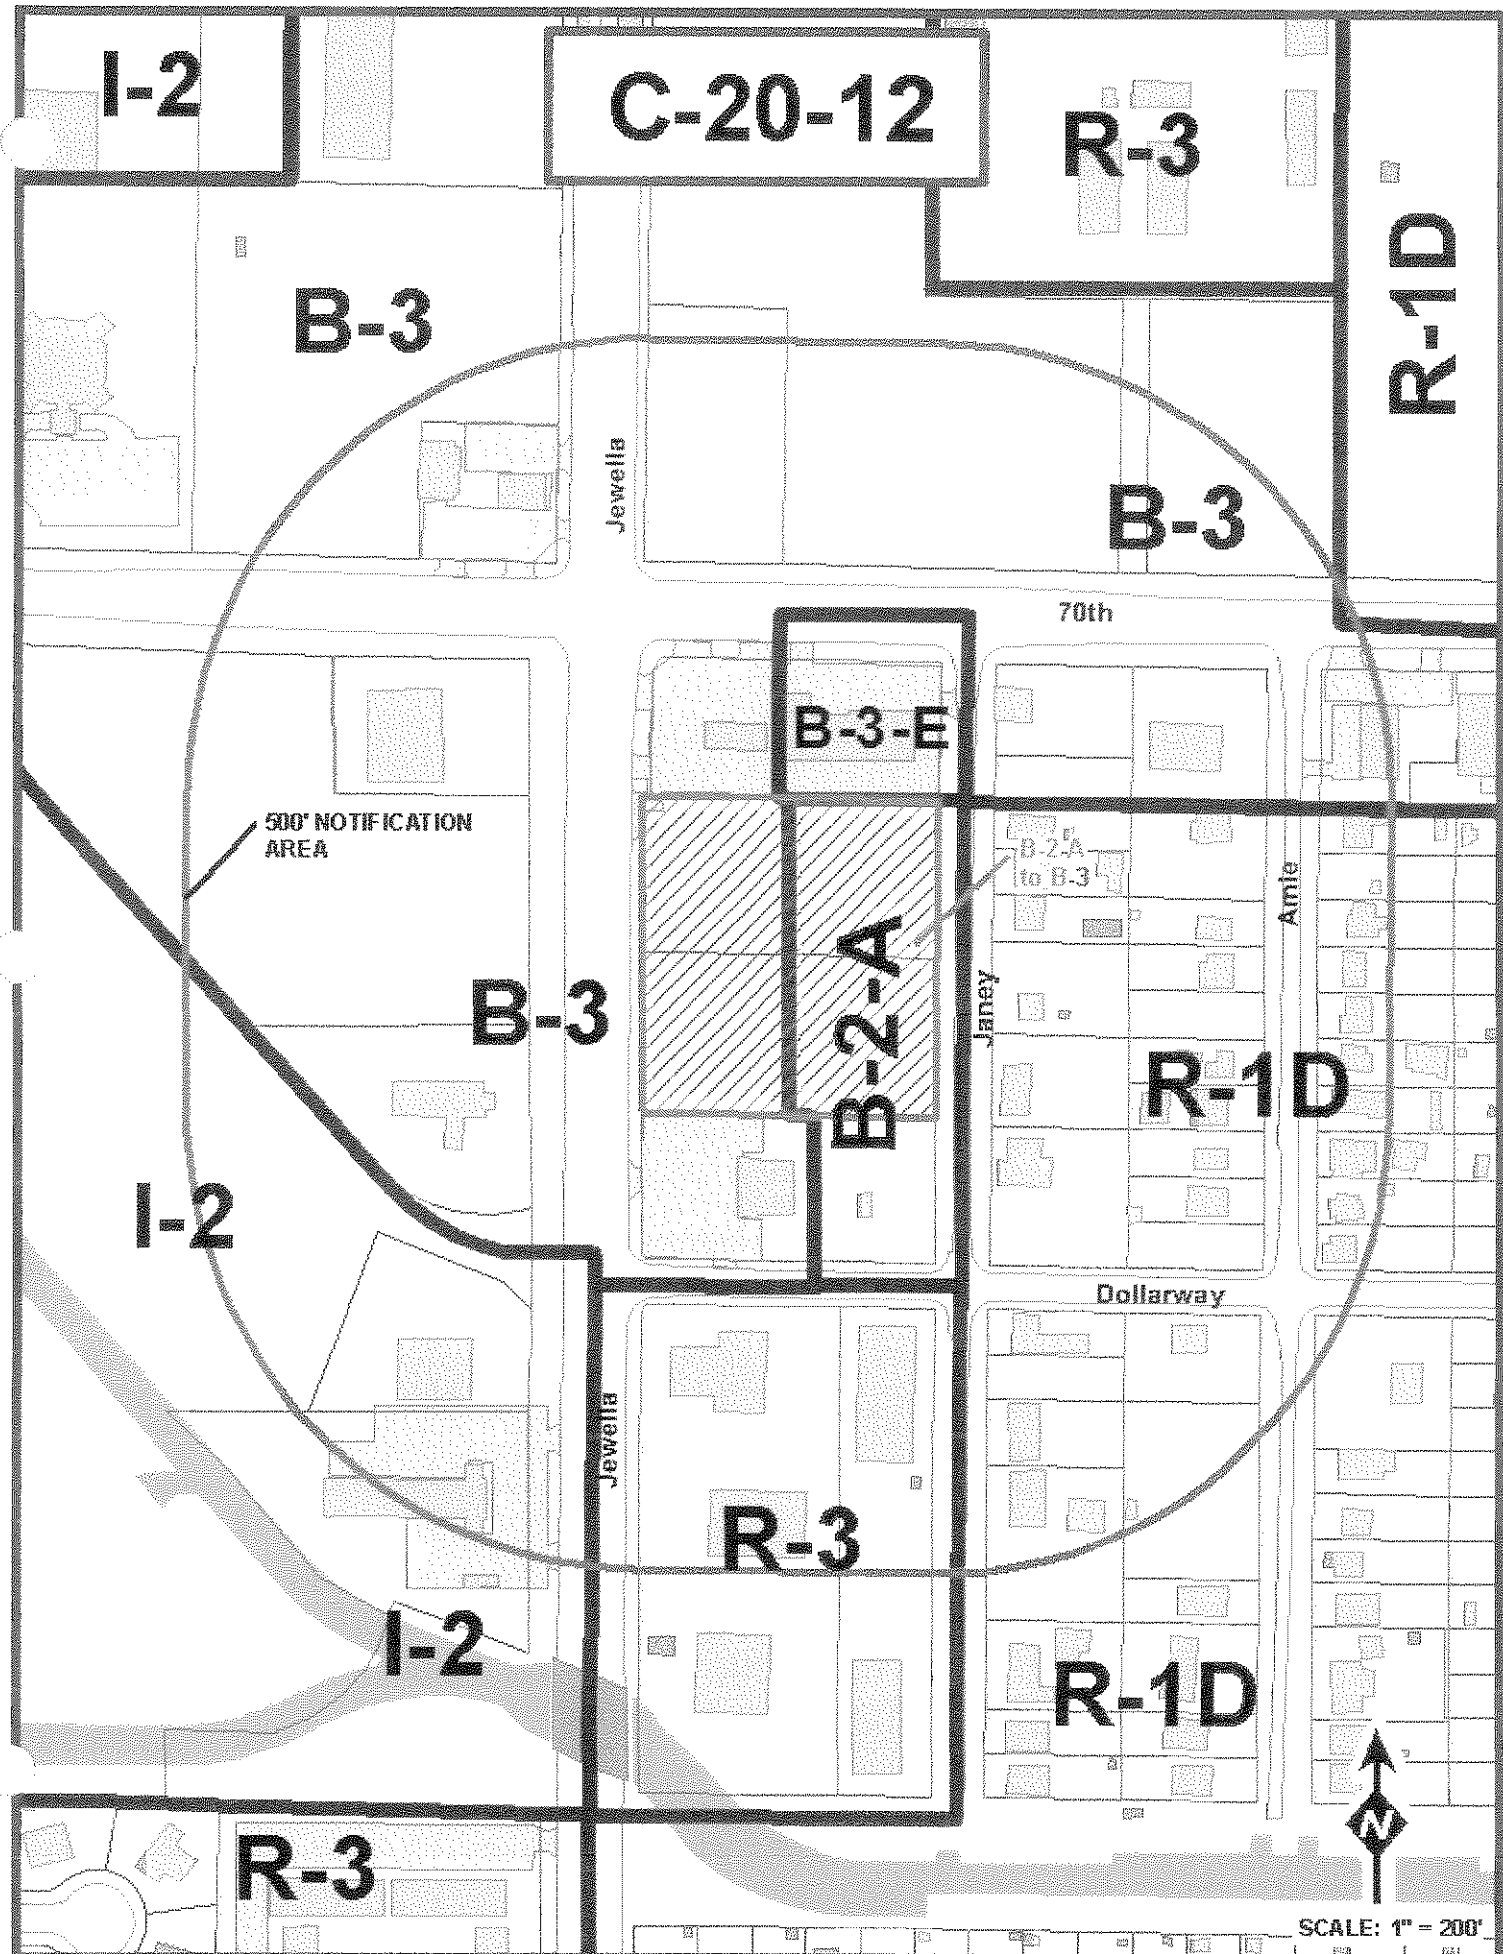 I-2
C-20-12
R-3
R-1D
B-3
Jewella
B-3
70th
B-3-E
500' NOTIFICATION
AREA
B-2-A
to B-3
Amie
B-2-A
B-3
Janey
R-1D
I-2
Dollarway
Jewella
R-3
I-2
R-1D
N
R-3
SCALE: 1" = 200'